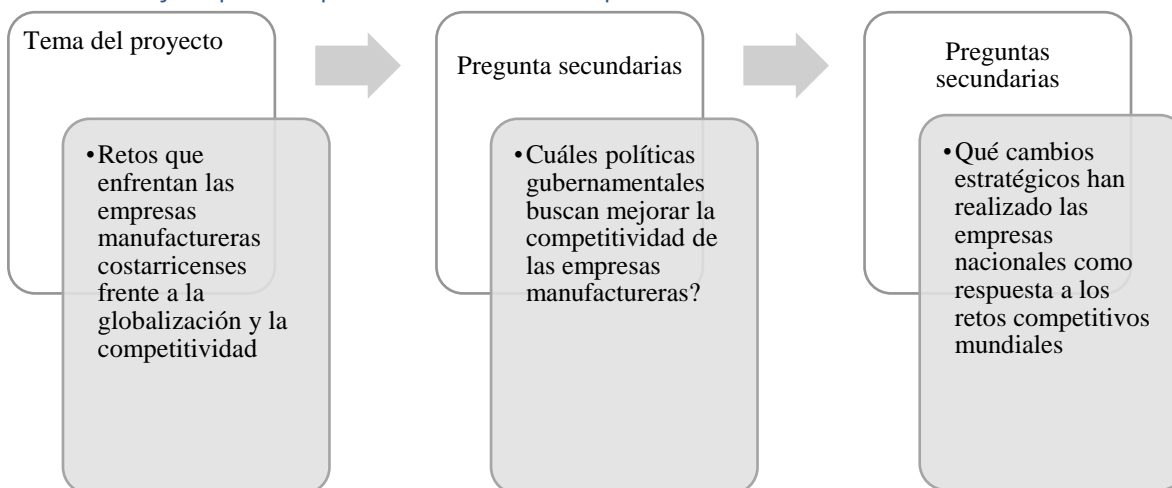 Tema del proyecto
•Retos que
enfrentan las
empresas
manufactureras
costarricenses
frente a la
globalización y la
competitividad
Pregunta secundarias
•Cuáles políticas
gubernamentales
buscan mejorar la
competitividad de
las empresas
manufactureras?
Preguntas
secundarias
•Qué cambios
estratégicos han
realizado las
empresas
nacionales como
respuesta a los
retos competitivos
mundiales